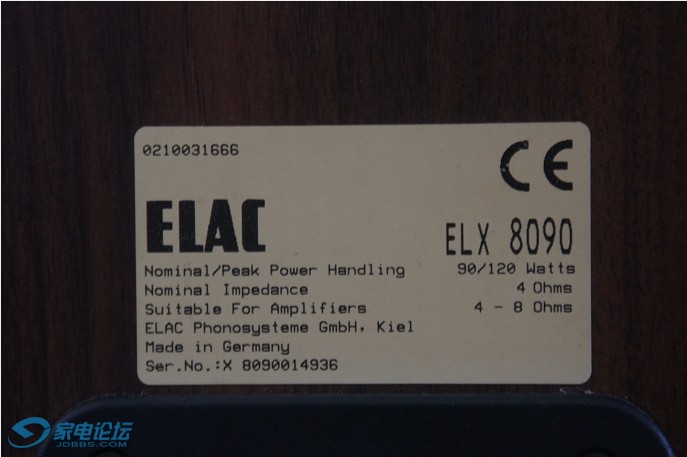 0210031666
CE
ELAC
ELX 8090
Nominal/Peak Power Handling 90/120 Watts
Nominal Impedance 4 Ohms
Suitable For Amplifiers 4 - 8 Ohms
ELAC Phonosysteme GmbH, Kiel
Made in Germany
Ser.No.:X 8090014936
家电论坛
JDBBS.COM